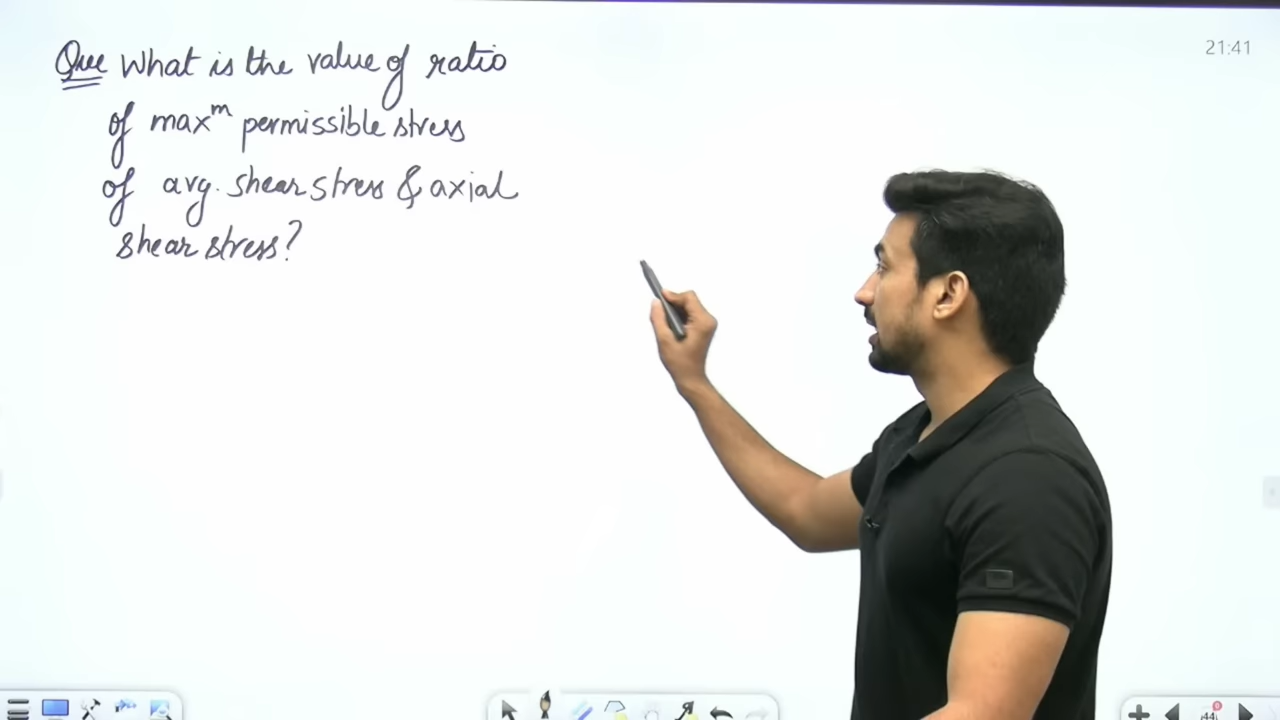 21:41
Que What is the value of ratio
of maxᵐ permissible stress
of avg. shear stress & axial
shear stress?
44